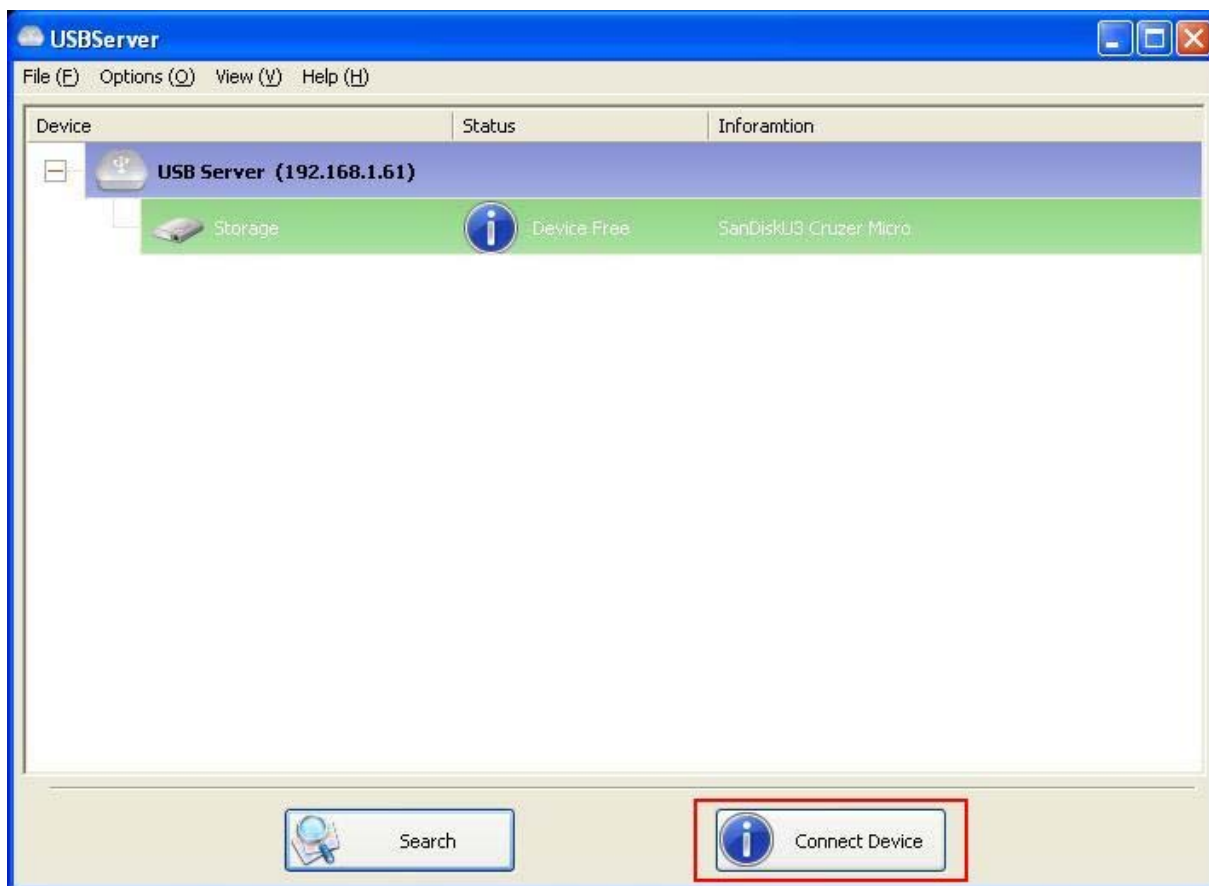 USBServer
File (F) Options (O) View (V) Help (H)
Device Status Inforamtion
USB Server (192.168.1.61)
Storage Device Free SanDiskU3 Cruzer Micro
Search Connect Device